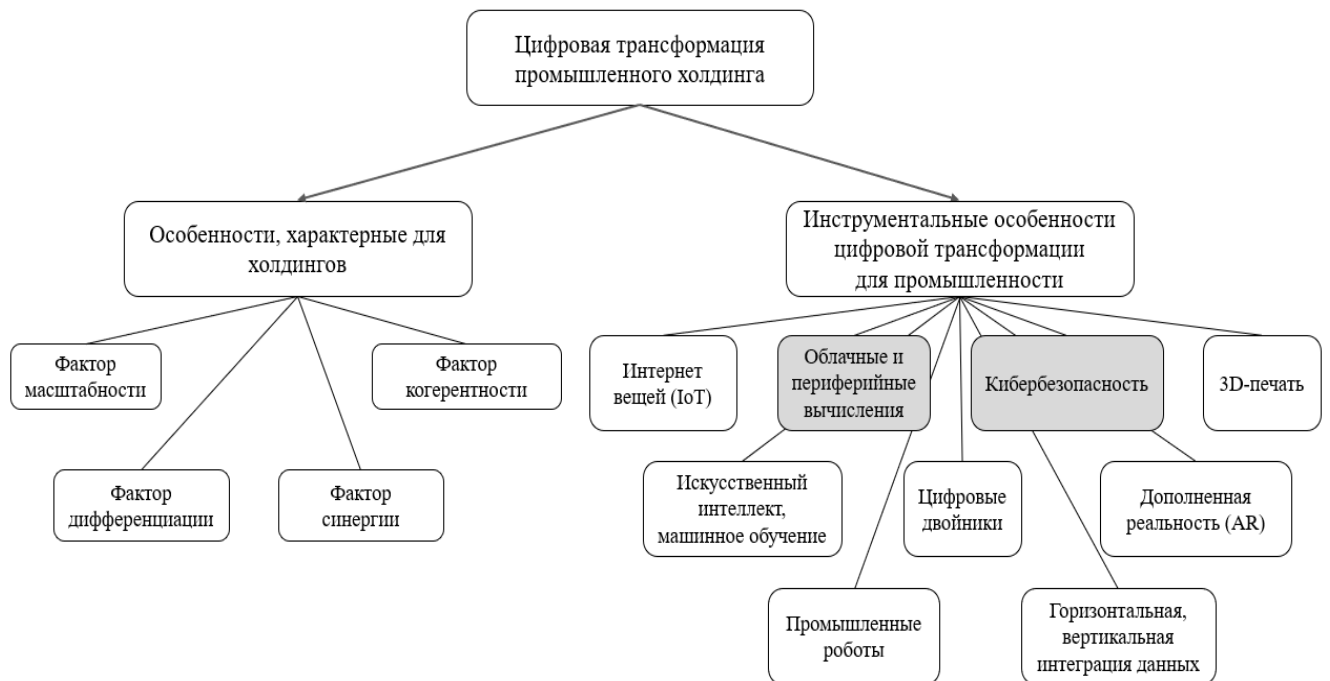 Цифровая трансформация
промышленного холдинга
Особенности, характерные для
холдингов
Инструментальные особенности
цифровой трансформации
для промышленности
Фактор
масштабности
Фактор
когерентности
Фактор
дифференциации
Фактор
синергии
Интернет
вещей (IoT)
Облачные и
периферийные
вычисления
Кибербезопасность
3D-печать
Искусственный
интеллект,
машинное обучение
Цифровые
двойники
Дополненная
реальность (AR)
Промышленные
роботы
Горизонтальная,
вертикальная
интеграция данных